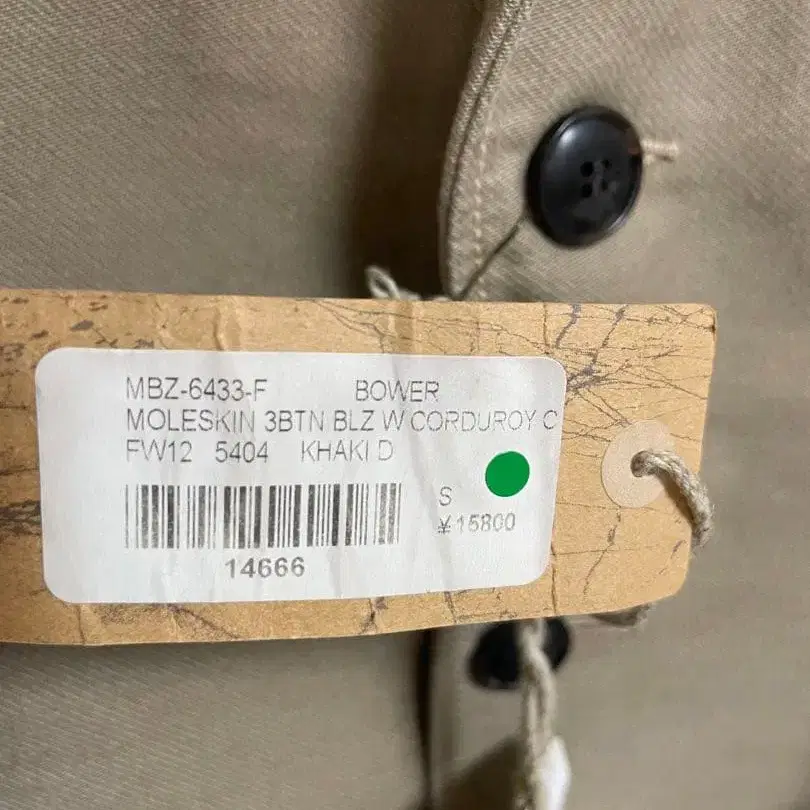 MBZ-6433-F BOWER
MOLESKIN 3BTN BLZ W CORDUROY C
FW12 5404 KHAKI D
S
¥15800
14666